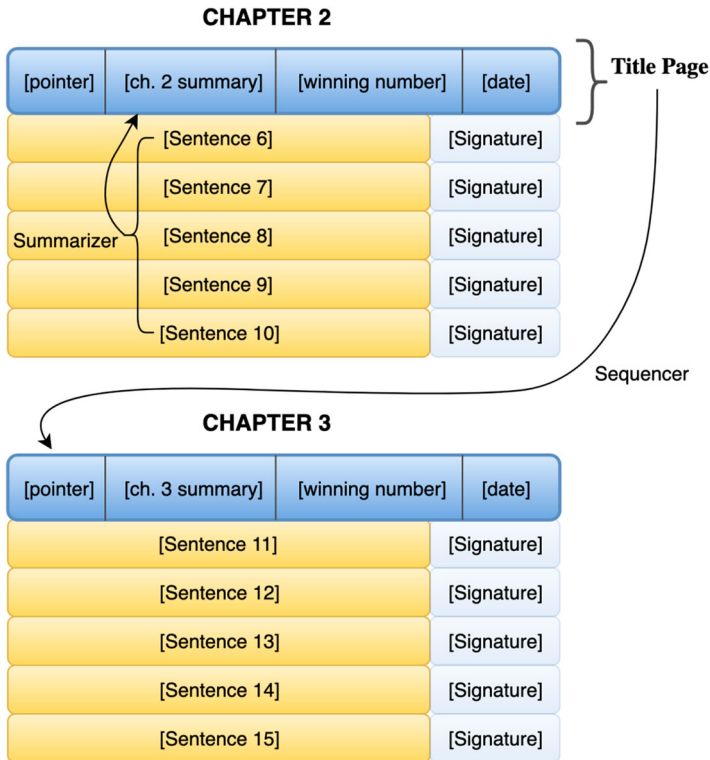 CHAPTER 2
[pointer] [ch. 2 summary] [winning number] [date]
Title Page
[Sentence 6] [Signature]
[Sentence 7] [Signature]
Summarizer [Sentence 8] [Signature]
[Sentence 9] [Signature]
[Sentence 10] [Signature]
Sequencer
CHAPTER 3
[pointer] [ch. 3 summary] [winning number] [date]
[Sentence 11] [Signature]
[Sentence 12] [Signature]
[Sentence 13] [Signature]
[Sentence 14] [Signature]
[Sentence 15] [Signature]